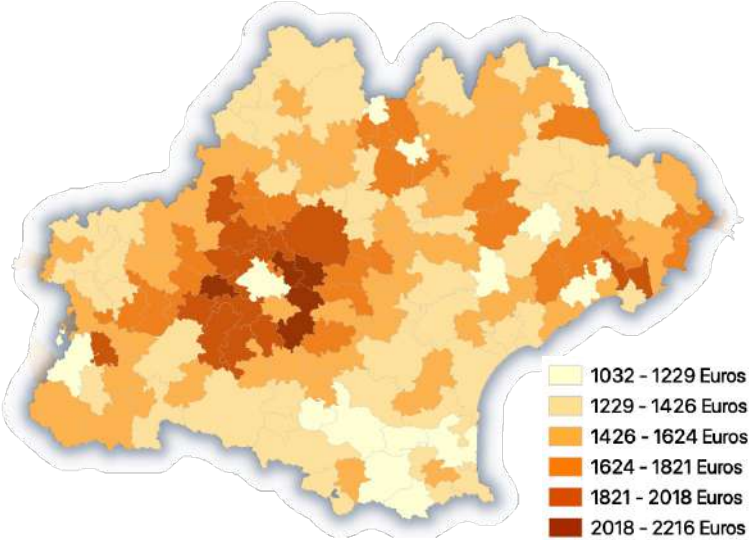 1032 - 1229 Euros
1229 - 1426 Euros
1426 - 1624 Euros
1624 - 1821 Euros
1821 - 2018 Euros
2018 - 2216 Euros